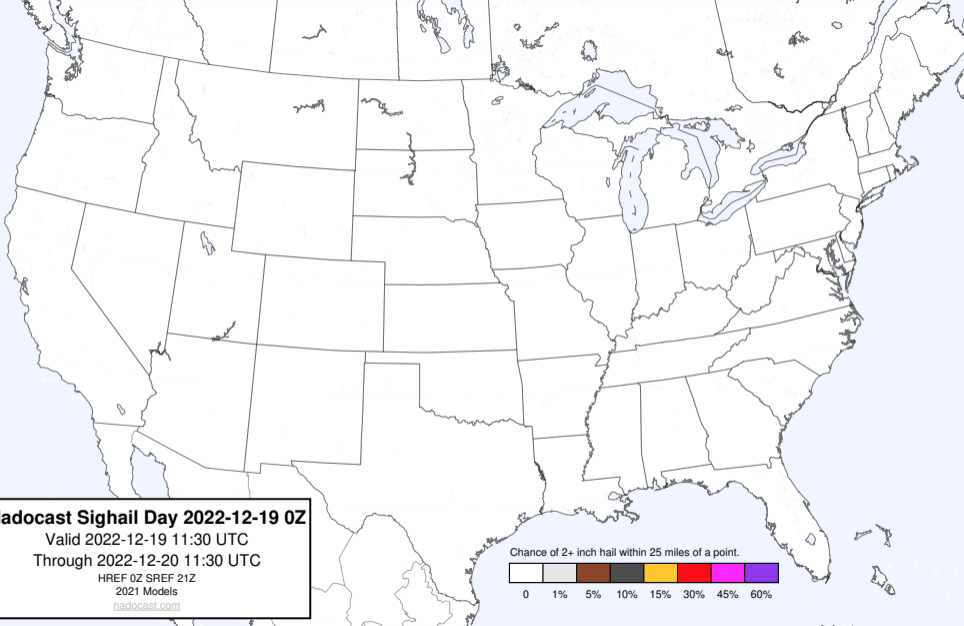 adocast Sighail Day 2022-12-19 0Z
Valid 2022-12-19 11:30 UTC
Through 2022-12-20 11:30 UTC
HREF 0Z SREF 21Z
2021 Models
nadocast.com
Chance of 2+ inch hail within 25 miles of a point.
0 1% 5% 10% 15% 30% 45% 60%